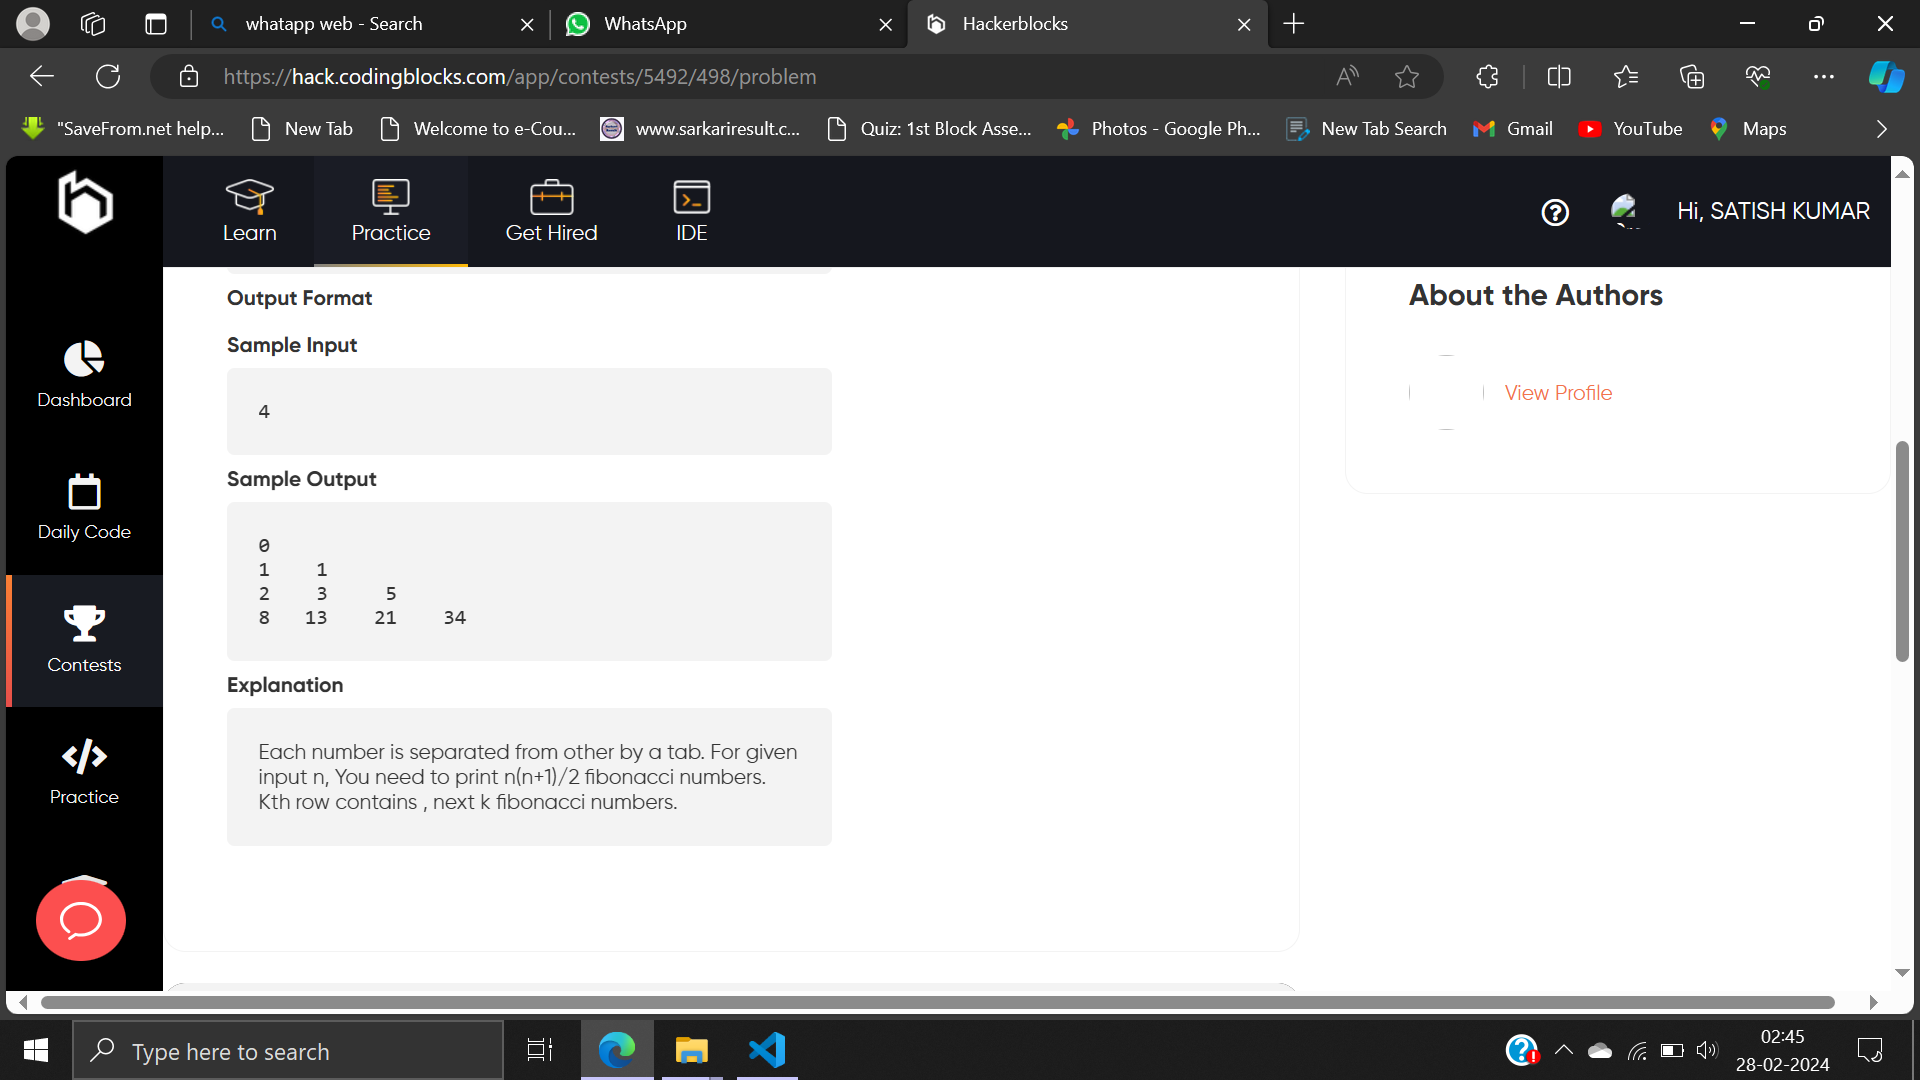 whatapp web - Search
WhatsApp
Hackerblocks
https://hack.codingblocks.com/app/contests/5492/498/problem
"SaveFrom.net help...
New Tab
Welcome to e-Cou...
www.sarkariresult.c...
Quiz: 1st Block Asse...
Photos - Google Ph...
New Tab Search
Gmail
YouTube
Maps
Learn
Practice
Get Hired
IDE
Hi, SATISH KUMAR
Dashboard
Daily Code
Contests
Practice
Output Format
Sample Input
4
Sample Output
0
1 1
2 3 5
8 13 21 34
Explanation
Each number is separated from other by a tab. For given
input n, You need to print n(n+1)/2 fibonacci numbers.
Kth row contains , next k fibonacci numbers.
About the Authors
View Profile
Type here to search
02:45
28-02-2024